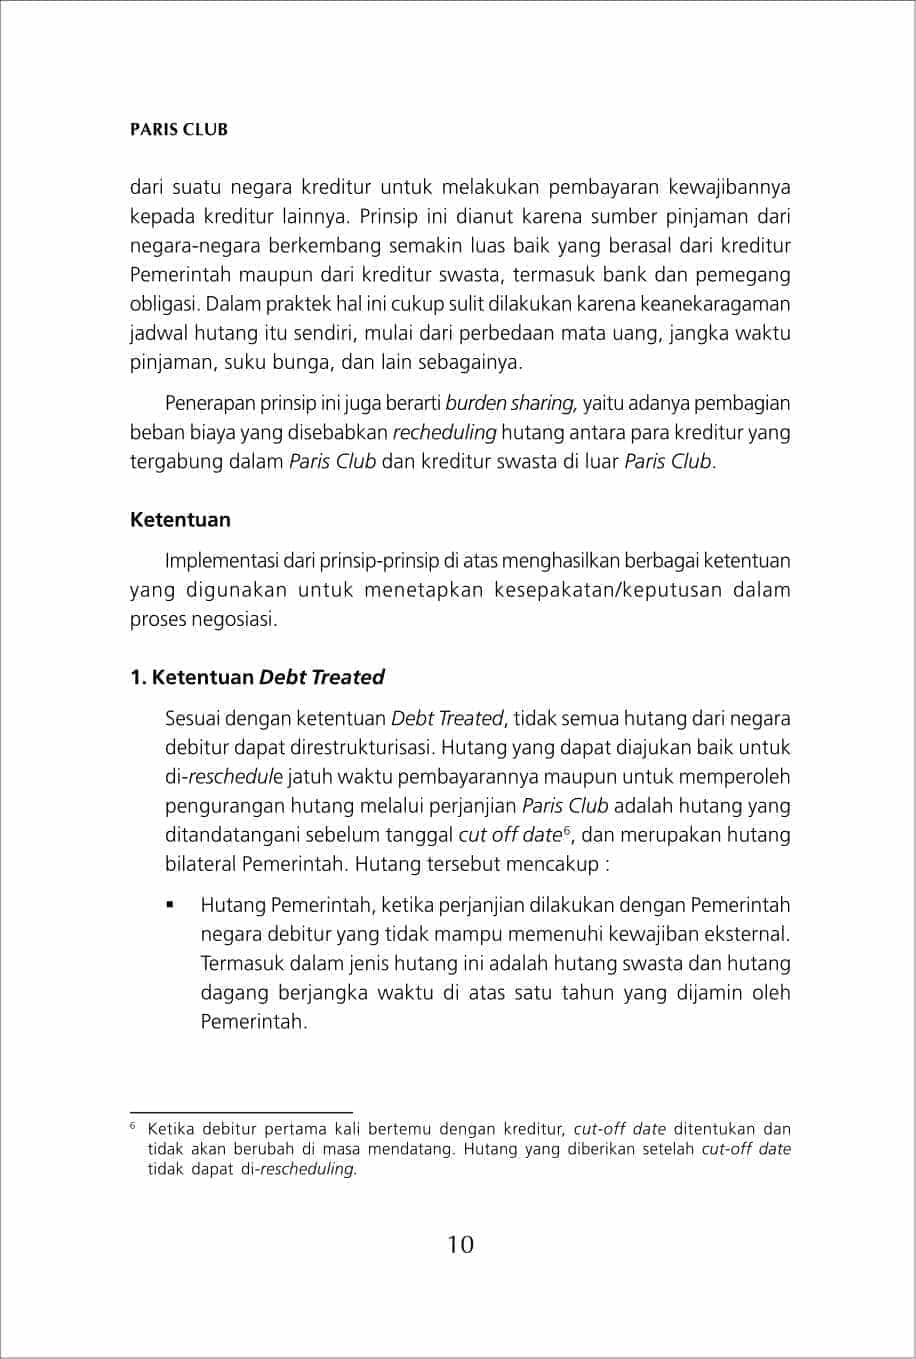 PARIS CLUB
dari suatu negara kreditur untuk melakukan pembayaran kewajibannya
kepada kreditur lainnya. Prinsip ini dianut karena sumber pinjaman dari
negara-negara berkembang semakin luas baik yang berasal dari kreditur
Pemerintah maupun dari kreditur swasta, termasuk bank dan pemegang
obligasi. Dalam praktek hal ini cukup sulit dilakukan karena keanekaragaman
jadwal hutang itu sendiri, mulai dari perbedaan mata uang, jangka waktu
pinjaman, suku bunga, dan lain sebagainya.
Penerapan prinsip ini juga berarti burden sharing, yaitu adanya pembagian
beban biaya yang disebabkan recheduling hutang antara para kreditur yang
tergabung dalam Paris Club dan kreditur swasta di luar Paris Club.
Ketentuan
Implementasi dari prinsip-prinsip di atas menghasilkan berbagai ketentuan
yang digunakan untuk menetapkan kesepakatan/keputusan dalam
proses negosiasi.
1. Ketentuan Debt Treated
Sesuai dengan ketentuan Debt Treated, tidak semua hutang dari negara
debitur dapat direstrukturisasi. Hutang yang dapat diajukan baik untuk
di-reschedule jatuh waktu pembayarannya maupun untuk memperoleh
pengurangan hutang melalui perjanjian Paris Club adalah hutang yang
ditandatangani sebelum tanggal cut off date⁶, dan merupakan hutang
bilateral Pemerintah. Hutang tersebut mencakup :
▪ Hutang Pemerintah, ketika perjanjian dilakukan dengan Pemerintah
negara debitur yang tidak mampu memenuhi kewajiban eksternal.
Termasuk dalam jenis hutang ini adalah hutang swasta dan hutang
dagang berjangka waktu di atas satu tahun yang dijamin oleh
Pemerintah.
⁶ Ketika debitur pertama kali bertemu dengan kreditur, cut-off date ditentukan dan
tidak akan berubah di masa mendatang. Hutang yang diberikan setelah cut-off date
tidak dapat di-rescheduling.
10